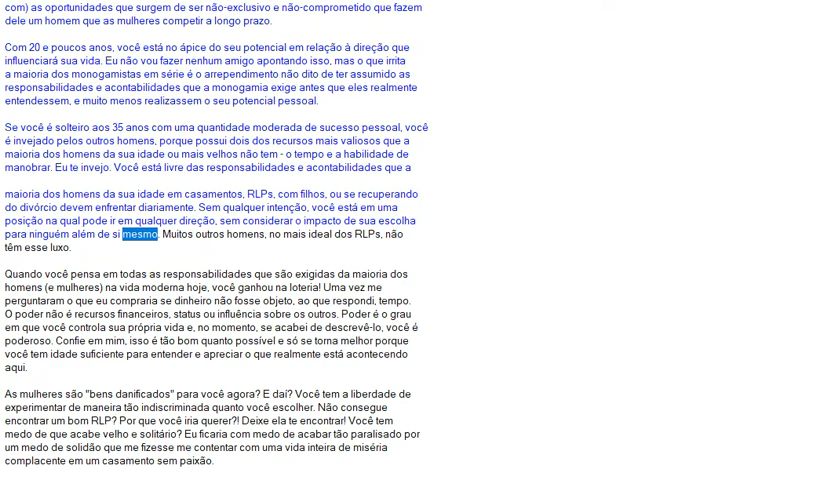 com) as oportunidades que surgem de ser não-exclusivo e não-comprometido que fazem
dele um homem que as mulheres competir a longo prazo.
Com 20 e poucos anos, você está no ápice do seu potencial em relação à direção que
influenciará sua vida. Eu não vou fazer nenhum amigo apontando isso, mas o que irrita
a maioria dos monogamistas em série é o arrependimento não dito de ter assumido as
responsabilidades e acontabilidades que a monogamia exige antes que eles realmente
entendessem, e muito menos realizassem o seu potencial pessoal.
Se você é solteiro aos 35 anos com uma quantidade moderada de sucesso pessoal, você
é invejado pelos outros homens, porque possui dois dos recursos mais valiosos que a
maioria dos homens da sua idade ou mais velhos não tem - o tempo e a habilidade de
manobrar. Eu te invejo. Você está livre das responsabilidades e acontabilidades que a
maioria dos homens da sua idade em casamentos, RLPs, com filhos, ou se recuperando
do divórcio devem enfrentar diariamente. Sem qualquer intenção, você está em uma
posição na qual pode ir em qualquer direção, sem considerar o impacto de sua escolha
para ninguém além de si mesmo. Muitos outros homens, no mais ideal dos RLPs, não
têm esse luxo.
Quando você pensa em todas as responsabilidades que são exigidas da maioria dos
homens (e mulheres) na vida moderna hoje, você ganhou na loteria! Uma vez me
perguntaram o que eu compraria se dinheiro não fosse objeto, ao que respondi, tempo.
O poder não é recursos financeiros, status ou influência sobre os outros. Poder é o grau
em que você controla sua própria vida e, no momento, se acabei de descrevê-lo, você é
poderoso. Confie em mim, isso é tão bom quanto possível e só se torna melhor porque
você tem idade suficiente para entender e apreciar o que realmente está acontecendo
aqui.
As mulheres são "bens danificados" para você agora? E daí? Você tem a liberdade de
experimentar de maneira tão indiscriminada quanto você escolher. Não consegue
encontrar um bom RLP? Por que você iria querer?! Deixe ela te encontrar! Você tem
medo de que acabe velho e solitário? Eu ficaria com medo de acabar tão paralisado por
um medo de solidão que me fizesse me contentar com uma vida inteira de miséria
complacente em um casamento sem paixão.